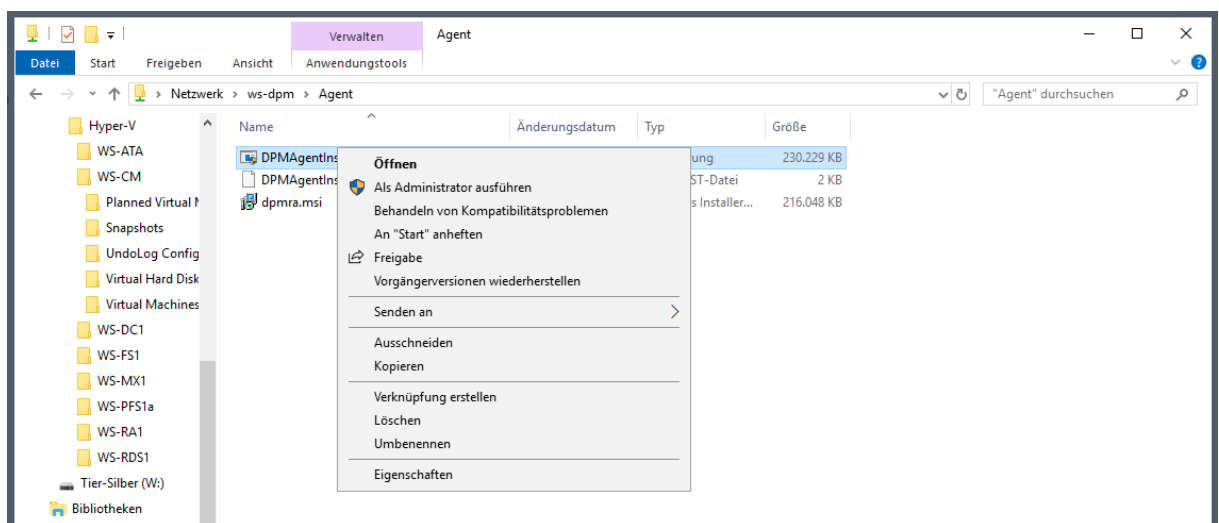 Verwalten Agent
Datei Start Freigeben Ansicht Anwendungstools
Netzwerk > ws-dpm > Agent "Agent" durchsuchen
Name Änderungsdatum Typ Größe
Hyper-V
WS-ATA
WS-CM
Planned Virtual
Snapshots
UndoLog Config
Virtual Hard Disk
Virtual Machines
WS-DC1
WS-FS1
WS-MX1
WS-PFS1a
WS-RA1
WS-RDS1
Tier-Silber (W:)
Bibliotheken
DPMAgentIns ung 230.229 KB
DPMAgentIns ST-Datei 2 KB
dpmra.msi s Installer... 216.048 KB
Öffnen
Als Administrator ausführen
Behandeln von Kompatibilitätsproblemen
An "Start" anheften
Freigabe
Vorgängerversionen wiederherstellen
Senden an
Ausschneiden
Kopieren
Verknüpfung erstellen
Löschen
Umbenennen
Eigenschaften